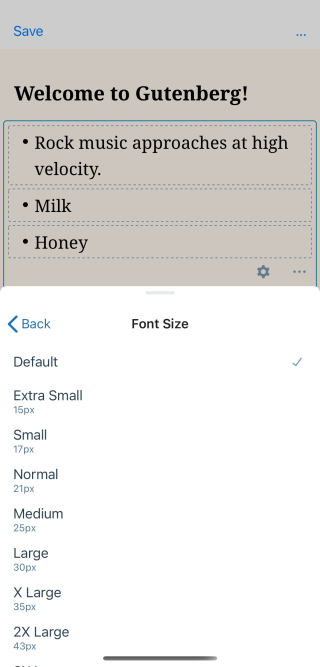 Save
...
Welcome to Gutenberg!
• Rock music approaches at high
velocity.
• Milk
• Honey
Back
Font Size
Default
Extra Small
15px
Small
17px
Normal
21px
Medium
25px
Large
30px
X Large
35px
2X Large
43px